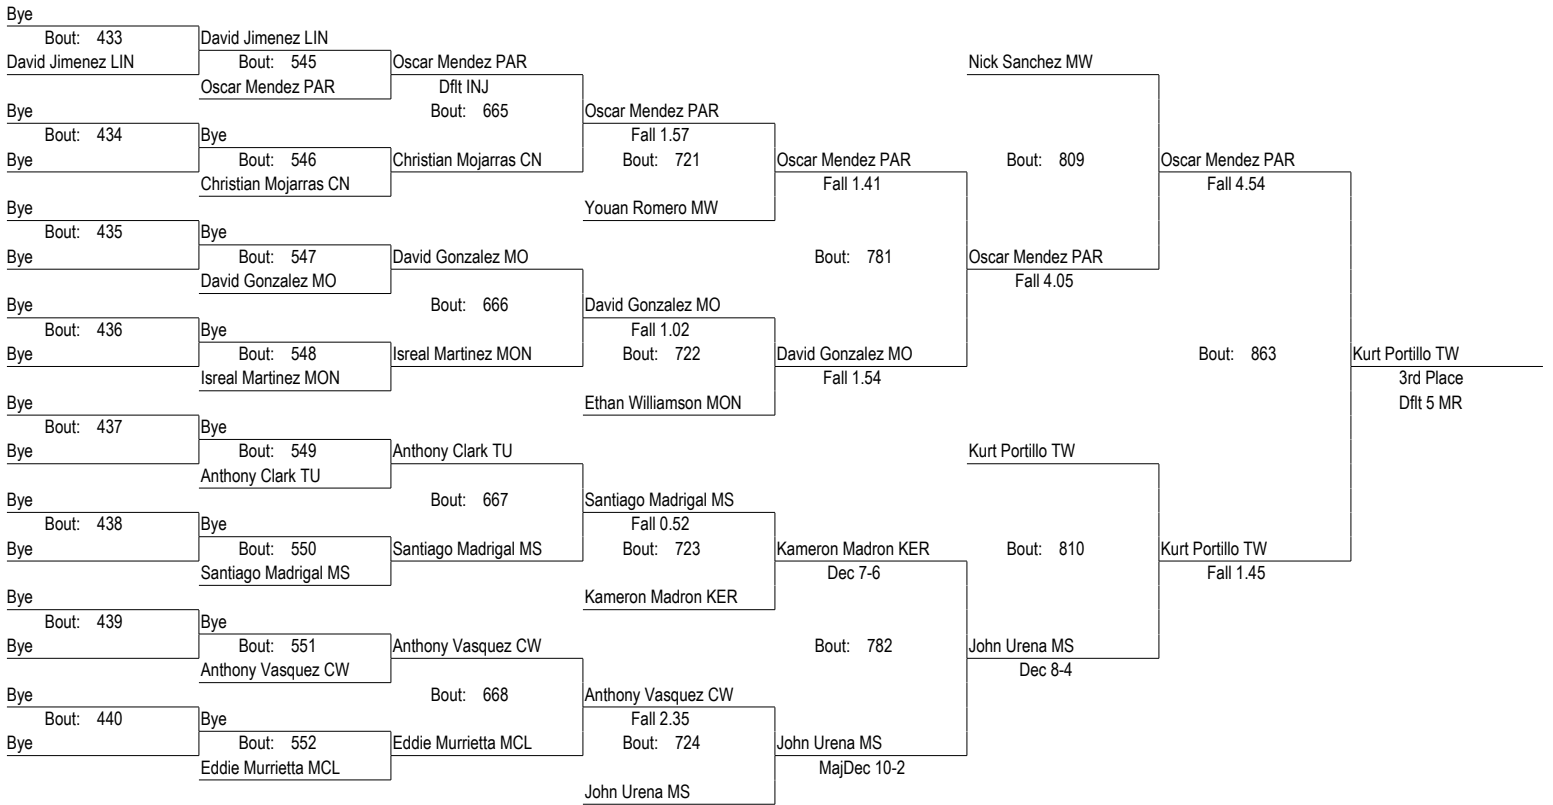 Bye
Bout: 433 David Jimenez LIN
David Jimenez LIN Bout: 545 Oscar Mendez PAR Nick Sanchez MW
Oscar Mendez PAR Dflt INJ
Bye Bout: 665 Oscar Mendez PAR
Bout: 434 Bye Fall 1.57
Bye Bout: 546 Christian Mojarras CN Bout: 721 Oscar Mendez PAR Bout: 809 Oscar Mendez PAR
Christian Mojarras CN Fall 1.41 Fall 4.54
Bye Youan Romero MW
Bout: 435 Bye
Bye Bout: 547 David Gonzalez MO Bout: 781 Oscar Mendez PAR
David Gonzalez MO Fall 4.05
Bye Bout: 666 David Gonzalez MO
Bout: 436 Bye Fall 1.02
Bye Bout: 548 Isreal Martinez MON Bout: 722 David Gonzalez MO Bout: 863 Kurt Portillo TW
Isreal Martinez MON Fall 1.54 3rd Place
Bye Ethan Williamson MON Dflt 5 MR
Bout: 437 Bye
Bye Bout: 549 Anthony Clark TU Kurt Portillo TW
Anthony Clark TU
Bye Bout: 667 Santiago Madrigal MS
Bout: 438 Bye Fall 0.52
Bye Bout: 550 Santiago Madrigal MS Bout: 723 Kameron Madron KER Bout: 810 Kurt Portillo TW
Santiago Madrigal MS Dec 7-6 Fall 1.45
Bye Kameron Madron KER
Bout: 439 Bye
Bye Bout: 551 Anthony Vasquez CW Bout: 782 John Urena MS
Anthony Vasquez CW Dec 8-4
Bye Bout: 668 Anthony Vasquez CW
Bout: 440 Bye Fall 2.35
Bye Bout: 552 Eddie Murrietta MCL Bout: 724 John Urena MS
Eddie Murrietta MCL MajDec 10-2
John Urena MS